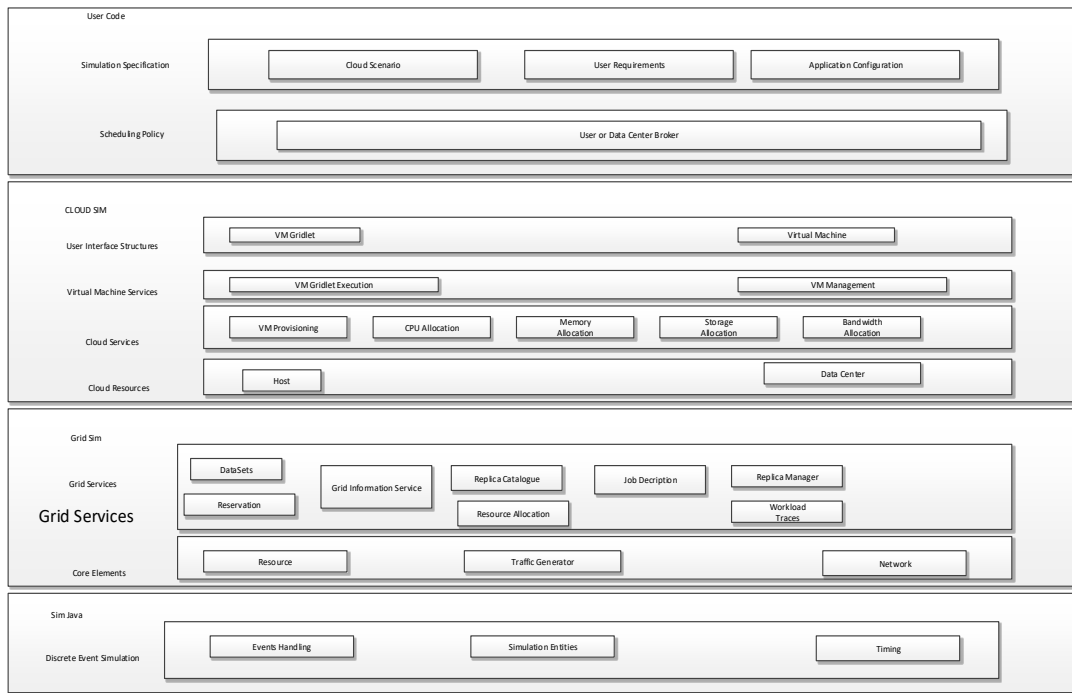 User Code
Simulation Specification
Cloud Scenario
User Requirements
Application Configuration
Scheduling Policy
User or Data Center Broker
CLOUD SIM
User Interface Structures
VM Gridlet
Virtual Machine
Virtual Machine Services
VM Gridlet Execution
VM Management
Cloud Services
VM Provisioning
CPU Allocation
Memory
Allocation
Storage
Allocation
Bandwidth
Allocation
Cloud Resources
Host
Data Center
Grid Sim
Grid Services
Grid Services
DataSets
Reservation
Grid Information Service
Replica Catalogue
Resource Allocation
Job Decription
Replica Manager
Workload
Traces
Core Elements
Resource
Traffic Generator
Network
Sim Java
Discrete Event Simulation
Events Handling
Simulation Entities
Timing